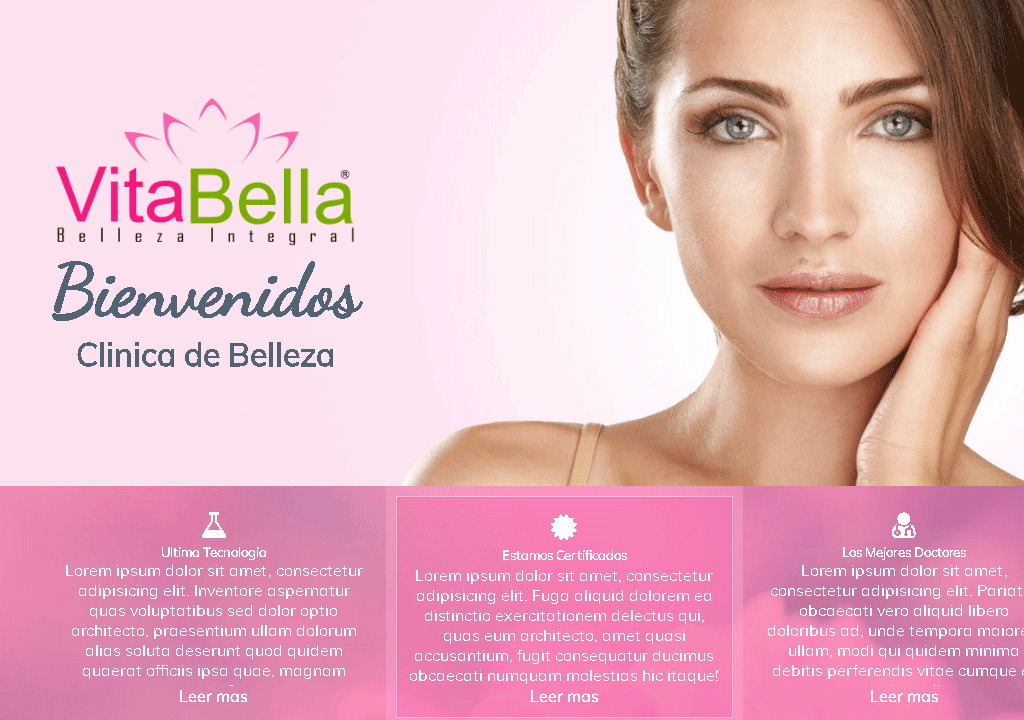 VitaBella®
Belleza Integral
Bienvenidos
Clinica de Belleza
Ultima Tecnologia
Lorem ipsum dolor sit amet, consectetur
adipisicing elit. Inventore aspernatur
quas voluptatibus sed dolor optio
architecto, praesentium ullam dolorum
alias soluta deserunt quod quidem
quaerat officiis ipsa quae, magnam
Leer mas
Estamos Certificados
Lorem ipsum dolor sit amet, consectetur
adipisicing elit. Fuga aliquid dolorem ea
distinctio exercitationem delectus qui,
quas eum architecto, amet quasi
accusantium, fugit consequatur ducimus
obcaecati numquam molestias hic itaque!
Leer mas
Los Mejores Doctores
Lorem ipsum dolor sit amet,
consectetur adipisicing elit. Pariat
obcaecati vero aliquid libero
doloribus ad, unde tempora maiore
ullam, modi qui quidem minima
debitis perferendis vitae cumque e
Leer mas